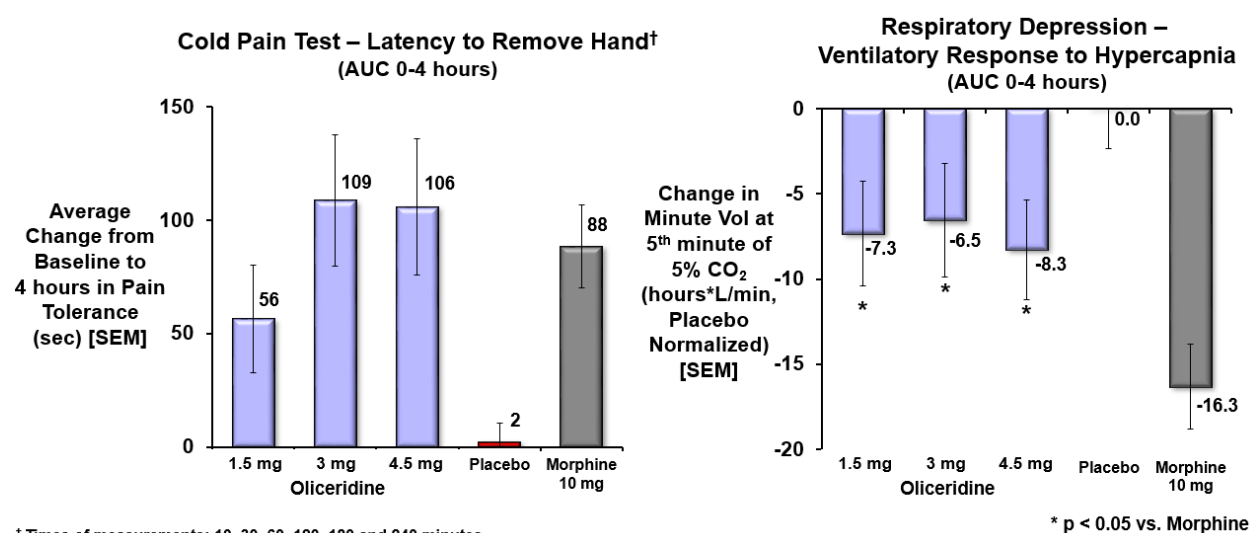 Cold Pain Test – Latency to Remove Hand†
(AUC 0-4 hours)
150
100
50
0
Average
Change from
Baseline to
4 hours in Pain
Tolerance
(sec) [SEM]
56
109
106
2
88
1.5 mg
3 mg
4.5 mg
Placebo
Morphine
10 mg
Oliceridine
Respiratory Depression –
Ventilatory Response to Hypercapnia
(AUC 0-4 hours)
0
-5
-10
-15
-20
Change in
Minute Vol at
5th minute of
5% CO2
(hours*L/min,
Placebo
Normalized)
[SEM]
-7.3
-6.5
-8.3
0.0
-16.3
*
*
*
1.5 mg
3 mg
4.5 mg
Placebo
Morphine
10 mg
Oliceridine
* p < 0.05 vs. Morphine
† Times of measurements: